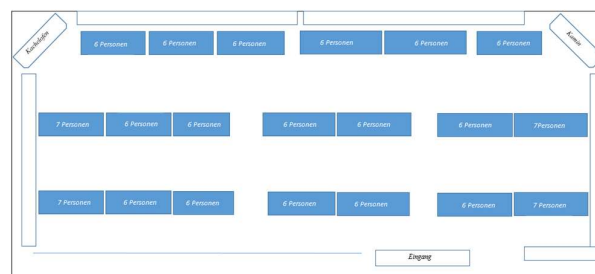 Kachelofen
Kamin
6 Personen 6 Personen 6 Personen 6 Personen 6 Personen 6 Personen
7 Personen 6 Personen 6 Personen 6 Personen 6 Personen 6 Personen 7Personen
7 Personen 6 Personen 6 Personen 6 Personen 6 Personen 6 Personen 7 Personen
Eingang